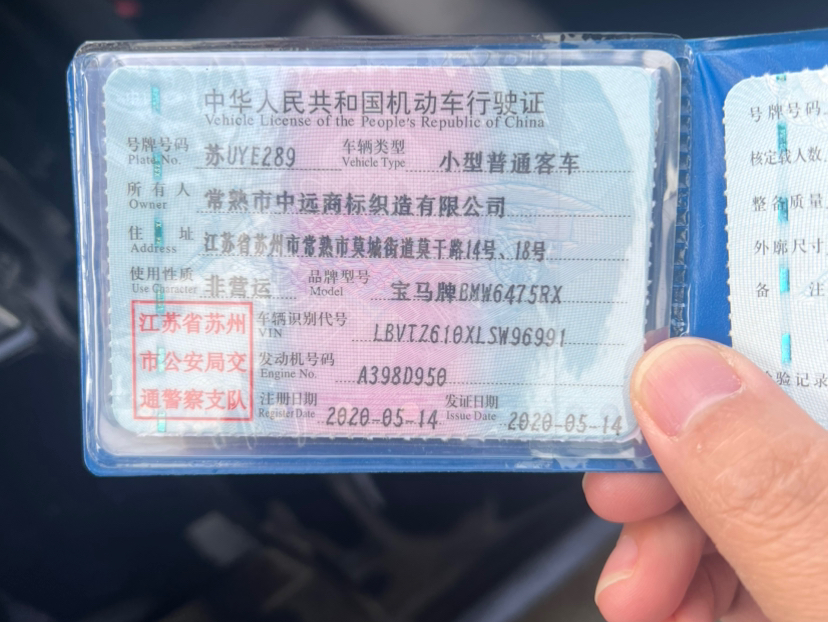 中华人民共和国机动车行驶证
Vehicle License of the People's Republic of China
号牌号码 苏UYE289 车辆类型 小型普通客车
Plate No. Vehicle Type
所有人 常熟市中远商标织造有限公司
Owner
住址 江苏省苏州市常熟市莫城街道莫干路14号、18号
Address
使用性质 非营运 品牌型号 宝马牌BMW6475RX
Use Character Model
江苏省苏州
市公安局交
通警察支队
车辆识别代号 LBVTZ610XLSW96991
VIN
发动机号码 A398D950
Engine No.
注册日期 2020-05-14 发证日期 2020-05-14
Register Date Issue Date
号牌号码
核定载人数
整备质量
外廓尺寸
备注
检验记录